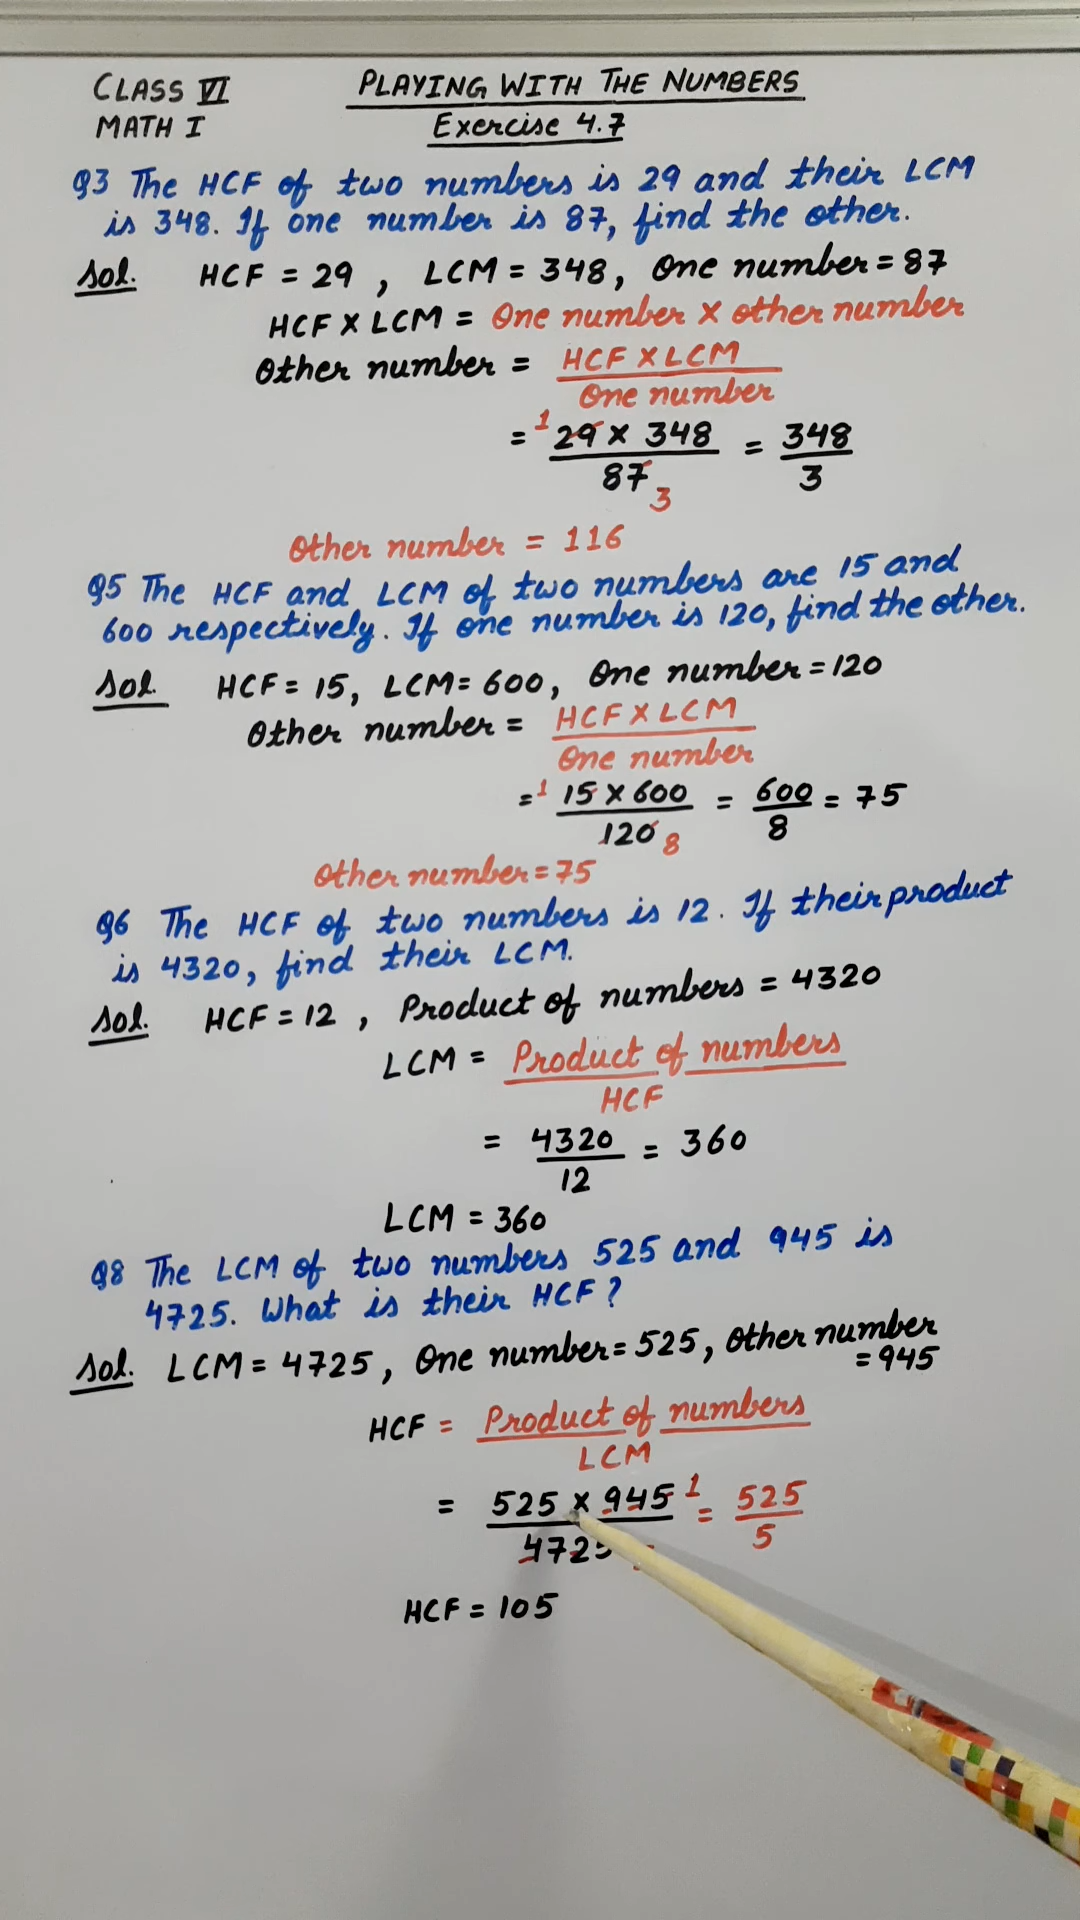 CLASS VI PLAYING WITH THE NUMBERS
MATH I Exercise 4.7
Q3 The HCF of two numbers is 29 and their LCM
is 348. If one number is 87, find the other.
Sol. HCF = 29, LCM = 348, One number = 87
HCF X LCM = One number X other number
Other number = HCF X LCM
One number
= 1 29 X 348 = 348
87 3 3
Other number = 116
Q5 The HCF and LCM of two numbers are 15 and
600 respectively. If one number is 120, find the other.
Sol. HCF = 15, LCM = 600, One number = 120
Other number = HCF X LCM
One number
= 1 15 X 600 = 600 = 75
120 8 8
Other number = 75
Q6 The HCF of two numbers is 12. If their product
is 4320, find their LCM.
Sol. HCF = 12, Product of numbers = 4320
LCM = Product of numbers
HCF
= 4320 = 360
12
LCM = 360
Q8 The LCM of two numbers 525 and 945 is
4725. What is their HCF?
Sol. LCM = 4725, One number = 525, Other number
= 945
HCF = Product of numbers
LCM
= 525 X 945 1 = 525
4725 5
HCF = 105